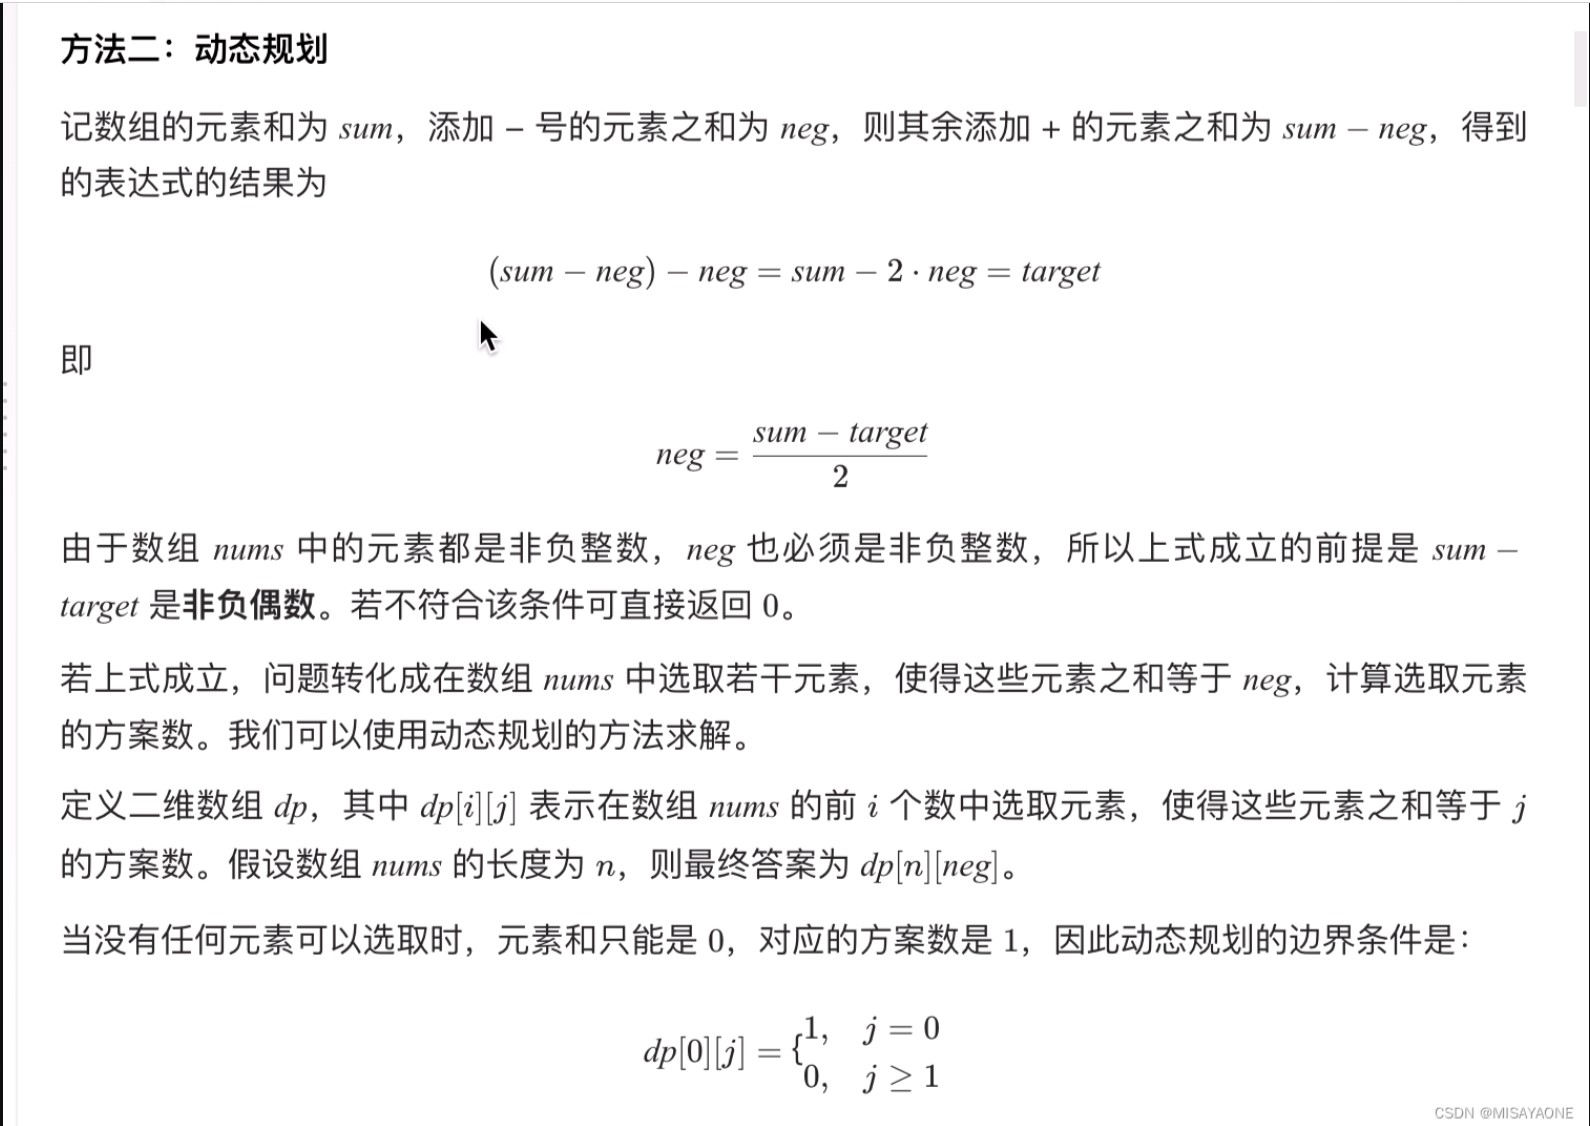 方法二：动态规划
记数组的元素和为 sum，添加 − 号的元素之和为 neg，则其余添加 + 的元素之和为 sum − neg，得到
的表达式的结果为
(sum − neg) − neg = sum − 2 · neg = target
即
neg = \frac{sum − target}{2}
由于数组 nums 中的元素都是非负整数，neg 也必须是非负整数，所以上式成立的前提是 sum −
target 是非负偶数。若不符合该条件可直接返回 0。
若上式成立，问题转化成在数组 nums 中选取若干元素，使得这些元素之和等于 neg，计算选取元素
的方案数。我们可以使用动态规划的方法求解。
定义二维数组 dp，其中 dp[i][j] 表示在数组 nums 的前 i 个数中选取元素，使得这些元素之和等于 j
的方案数。假设数组 nums 的长度为 n，则最终答案为 dp[n][neg]。
当没有任何元素可以选取时，元素和只能是 0，对应的方案数是 1，因此动态规划的边界条件是：
dp[0][j] = {1, j = 0
0, j ≥ 1
CSDN @MISAYAONE